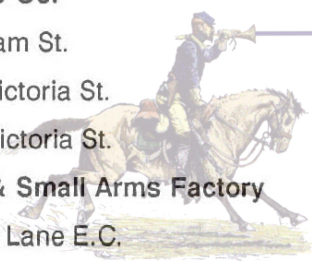 am St.
ictoria St.
ictoria St.
& Small Arms Factory
Lane E.C.